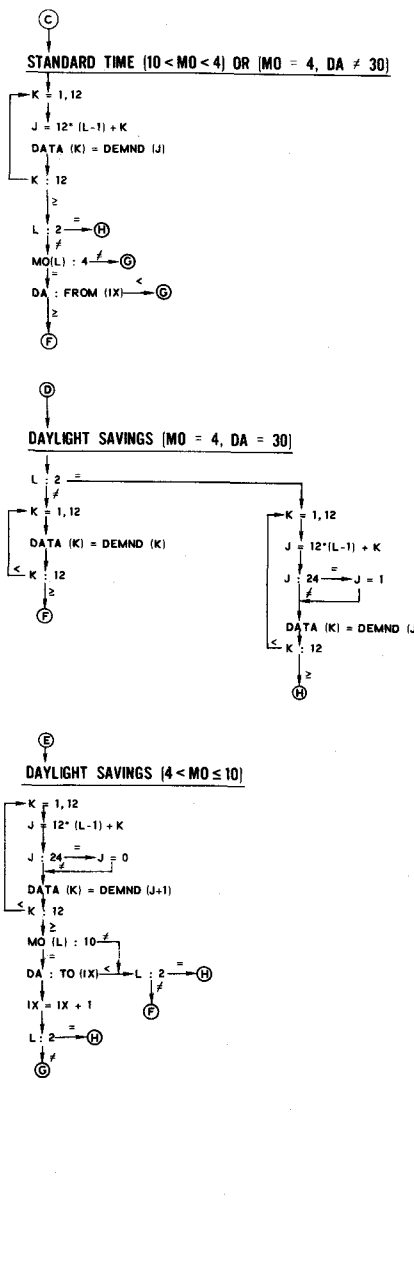 C
STANDARD TIME (10 < MO < 4) OR (MO = 4, DA ≠ 30)
K = 1, 12
J = 12* (L-1) + K
DATA (K) = DEMND (J)
K : 12
≥
L : 2 = H
≠
MO(L) : 4 ≠ G
=
DA : FROM (IX) < G
≥
F
D
DAYLIGHT SAVINGS (MO = 4, DA = 30)
L : 2 =
≠
K = 1, 12
DATA (K) = DEMND (K)
< K : 12
≥
F
K = 1, 12
J = 12*(L-1) + K
J : 24 = J = 1
≠
DATA (K) = DEMND (J
< K : 12
≥
H
E
DAYLIGHT SAVINGS (4 < MO ≤ 10)
K = 1, 12
J = 12* (L-1) + K
J : 24 = J = 0
≠
DATA (K) = DEMND (J+1)
< K : 12
≥
MO (L) : 10 ≠
=
DA : TO (IX) < L : 2 = H
≠
F
IX = IX + 1
L : 2 = H
≠
G